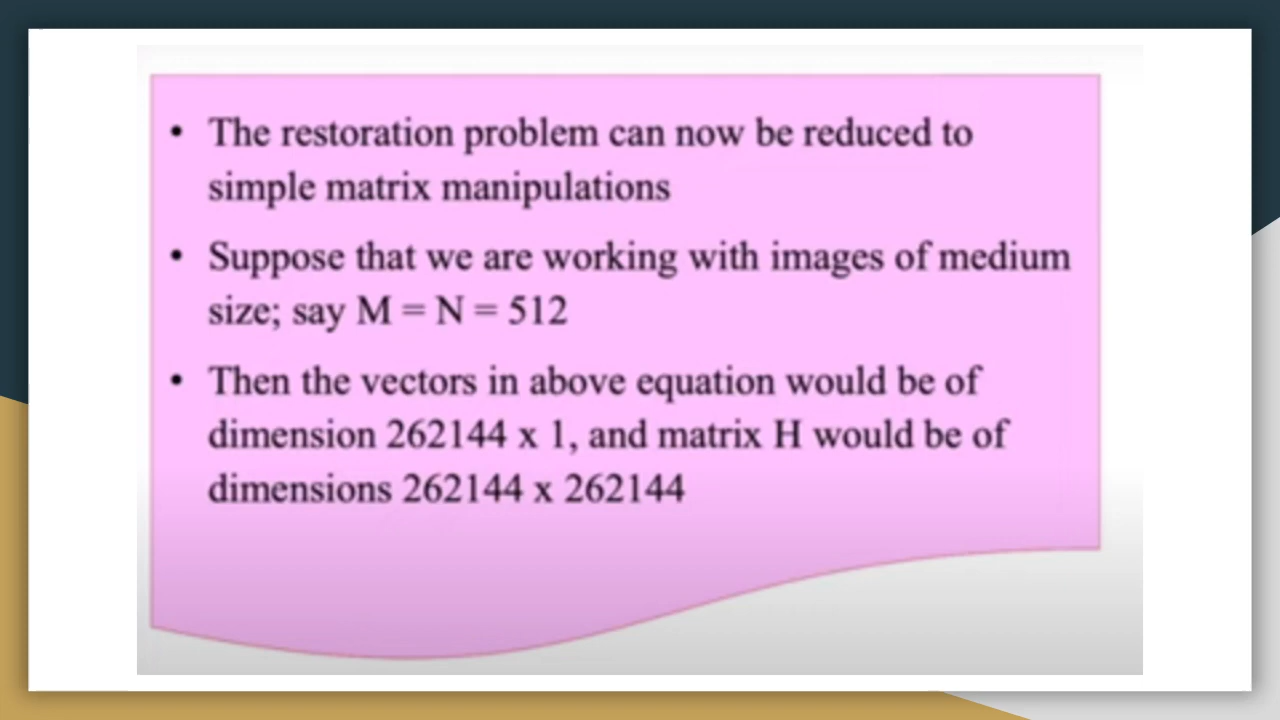 • The restoration problem can now be reduced to
simple matrix manipulations
• Suppose that we are working with images of medium
size; say M = N = 512
• Then the vectors in above equation would be of
dimension 262144 x 1, and matrix H would be of
dimensions 262144 x 262144